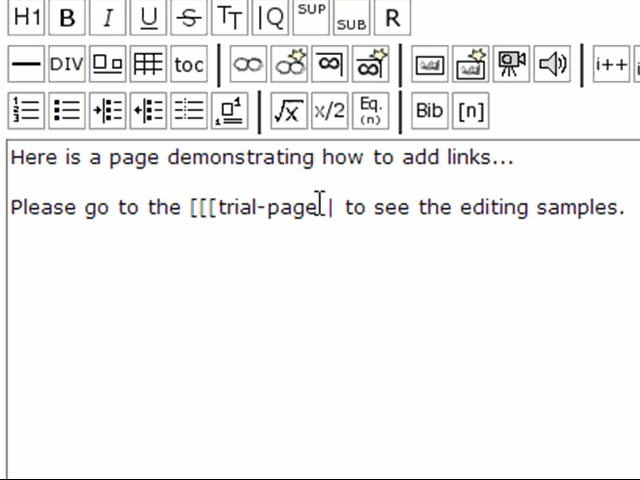 H1 B I U S TT |Q SUP SUB R
DIV toc i++ i
x/2 Eq. (n) Bib [n]
Here is a page demonstrating how to add links...
Please go to the [[[trial-page | to see the editing samples.